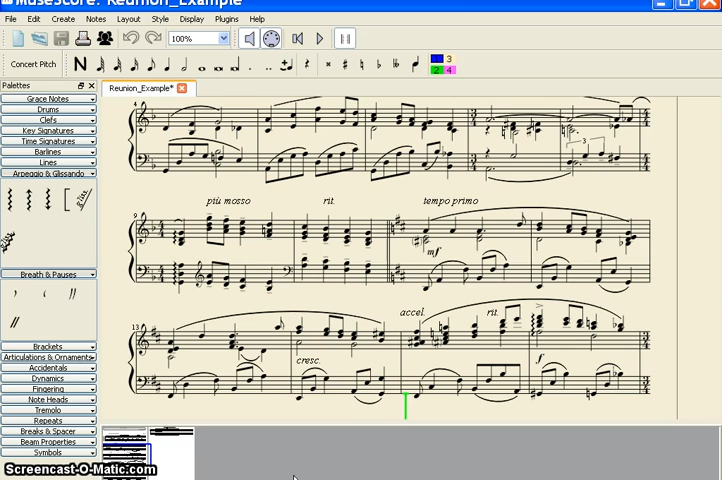 MuseScore: Reunion_Example
File Edit Create Notes Layout Style Display Plugins Help
100%
Concert Pitch N 1 3
2 4
Palettes
Reunion_Example*
Grace Notes
Drums
Clefs
Key Signatures
Time Signatures
Barlines
Lines
Arpeggio & Glissando
Breath & Pauses
Brackets
Articulations & Ornaments
Accidentals
Dynamics
Fingering
Note Heads
Tremolo
Repeats
Breaks & Spacer
Beam Properties
Symbols
4
3
più mosso rit. tempo primo
9
mf
accel. rit.
13
cresc. f
Screencast-O-Matic.com